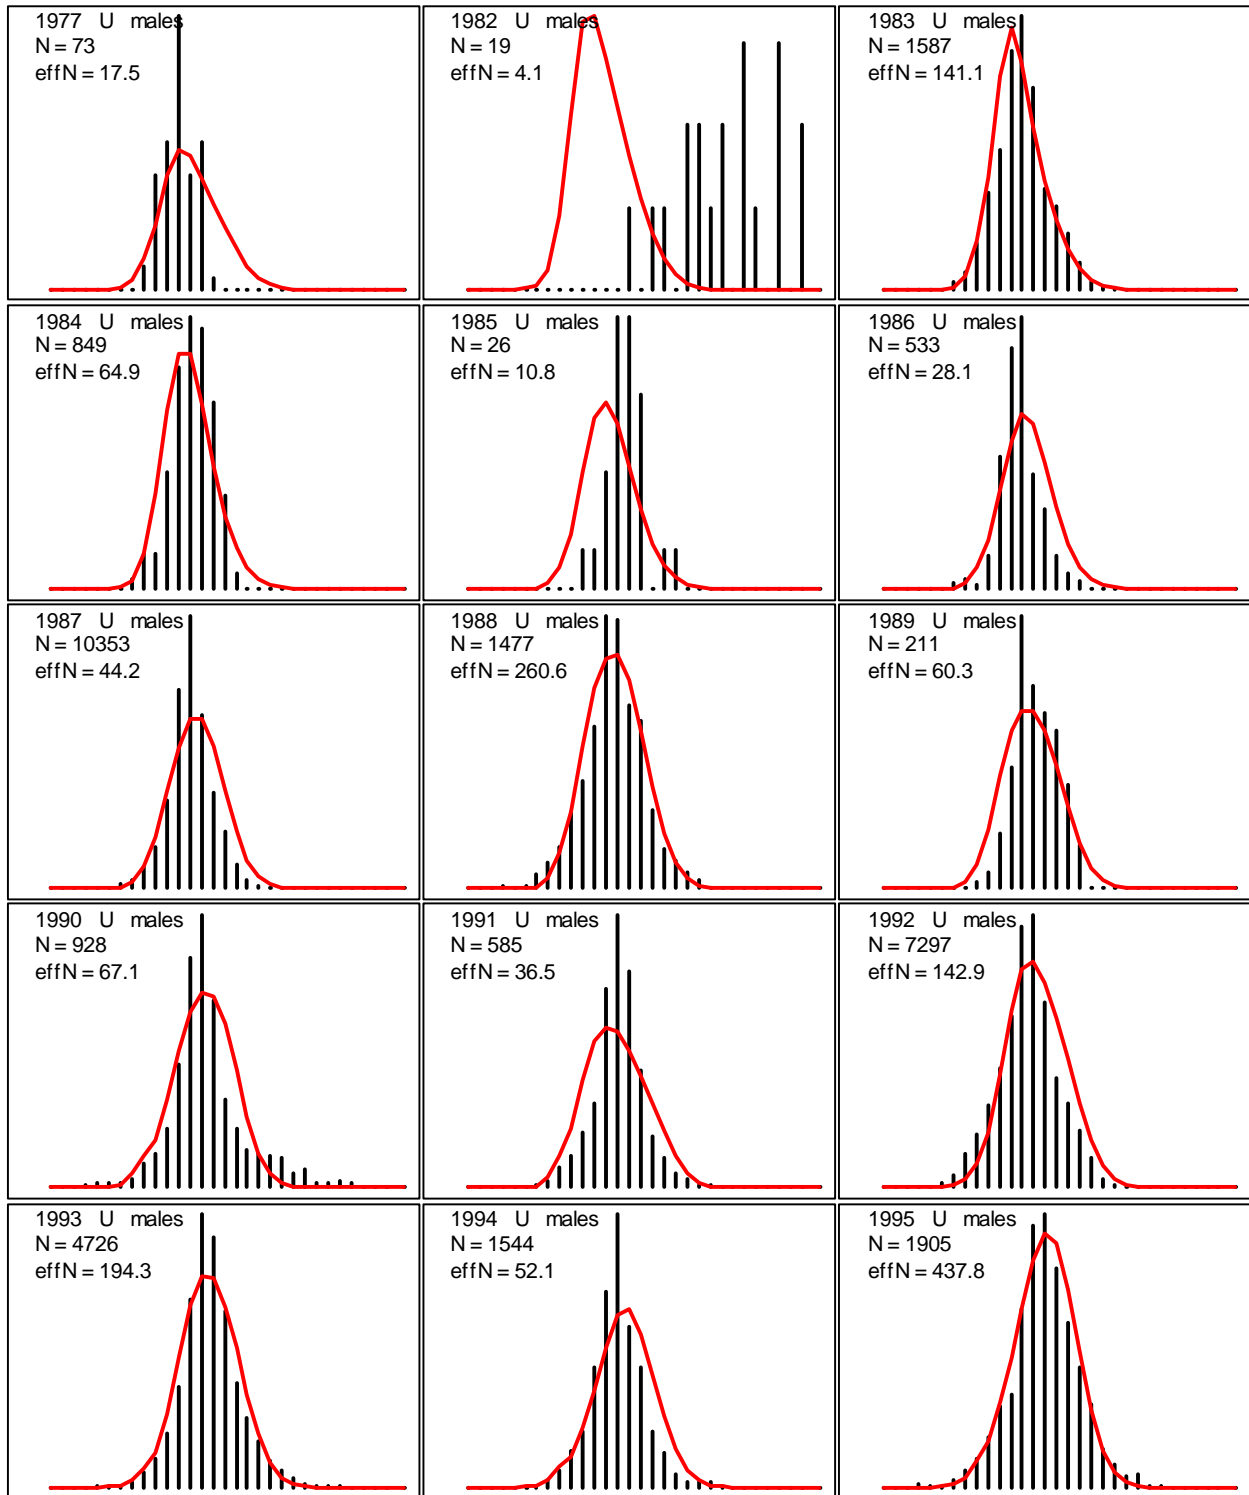 1977 U males
N = 73
effN = 17.5
1982 U males
N = 19
effN = 4.1
1983 U males
N = 1587
effN = 141.1
1984 U males
N = 849
effN = 64.9
1985 U males
N = 26
effN = 10.8
1986 U males
N = 533
effN = 28.1
1987 U males
N = 10353
effN = 44.2
1988 U males
N = 1477
effN = 260.6
1989 U males
N = 211
effN = 60.3
1990 U males
N = 928
effN = 67.1
1991 U males
N = 585
effN = 36.5
1992 U males
N = 7297
effN = 142.9
1993 U males
N = 4726
effN = 194.3
1994 U males
N = 1544
effN = 52.1
1995 U males
N = 1905
effN = 437.8